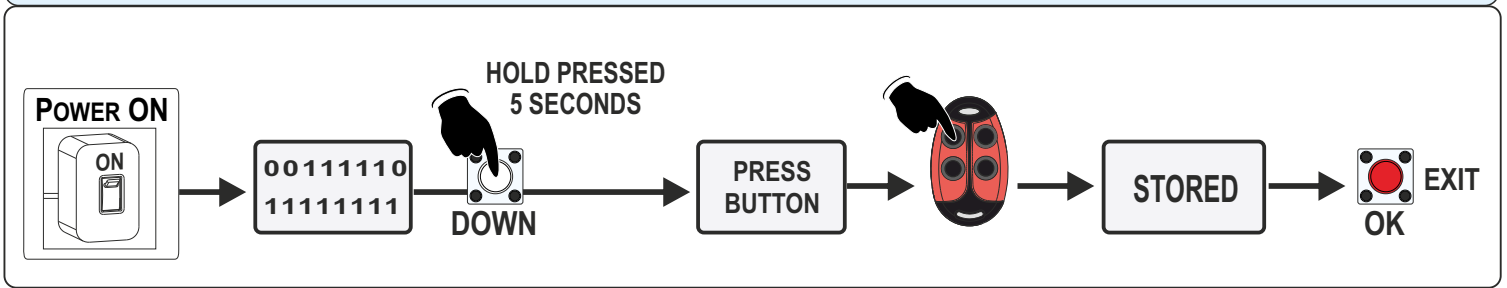 POWER ON
ON
00111110
11111111
HOLD PRESSED
5 SECONDS
DOWN
PRESS
BUTTON
STORED
OK
EXIT